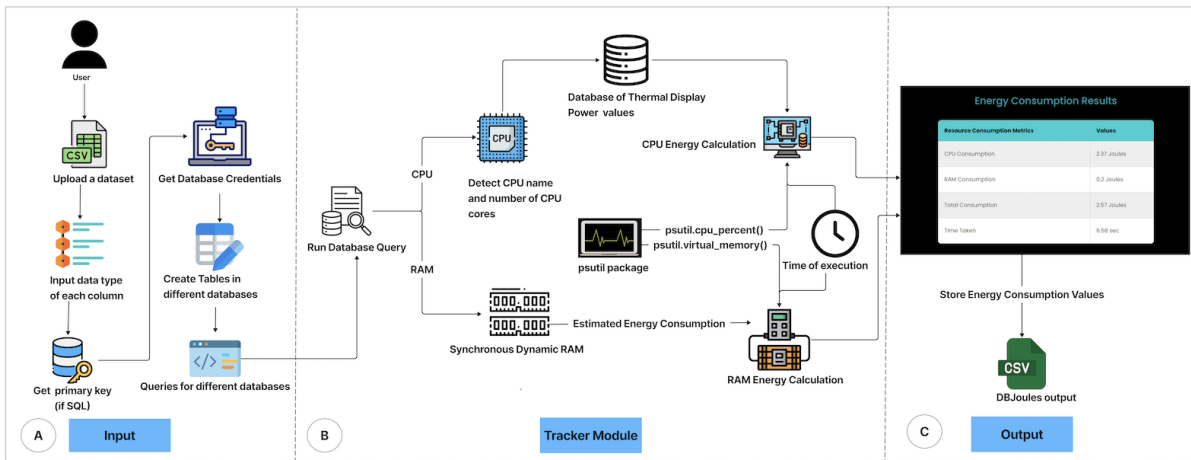 User
CSV
Upload a dataset
Input data type
of each column
Get primary key
(if SQL)
Get Database Credentials
Create Tables in
different databases
Queries for different databases
A
Input
Run Database Query
CPU
RAM
CPU
Detect CPU name
and number of CPU
cores
Database of Thermal Display
Power values
CPU Energy Calculation
psutil package
psutil.cpu_percent()
psutil.virtual_memory()
Time of execution
Synchronous Dynamic RAM
Estimated Energy Consumption
RAM Energy Calculation
B
Tracker Module
Energy Consumption Results
Resource Consumption Metrics Values
CPU Consumption 2.37 Joules
RAM Consumption 0.2 Joules
Total Consumption 2.57 Joules
Time Taken 6.58 sec
Store Energy Consumption Values
CSV
DBJoules output
C
Output